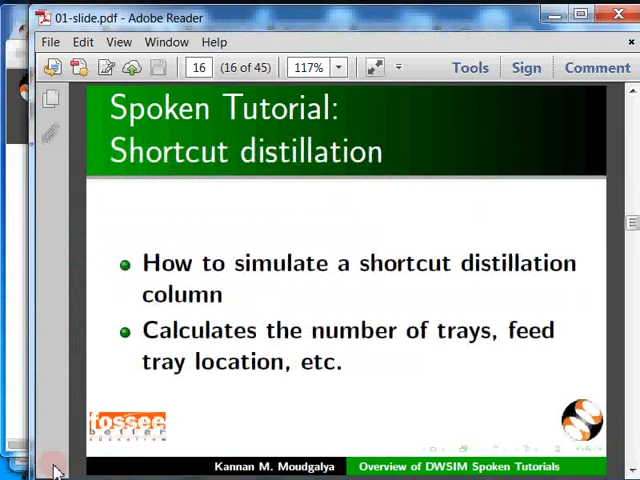 01-slide.pdf - Adobe Reader
File Edit View Window Help
16 (16 of 45) 117% Tools Sign Comment
Spoken Tutorial:
Shortcut distillation
How to simulate a shortcut distillation
column
Calculates the number of trays, feed
tray location, etc.
fossee
Kannan M. Moudgalya Overview of DWSIM Spoken Tutorials